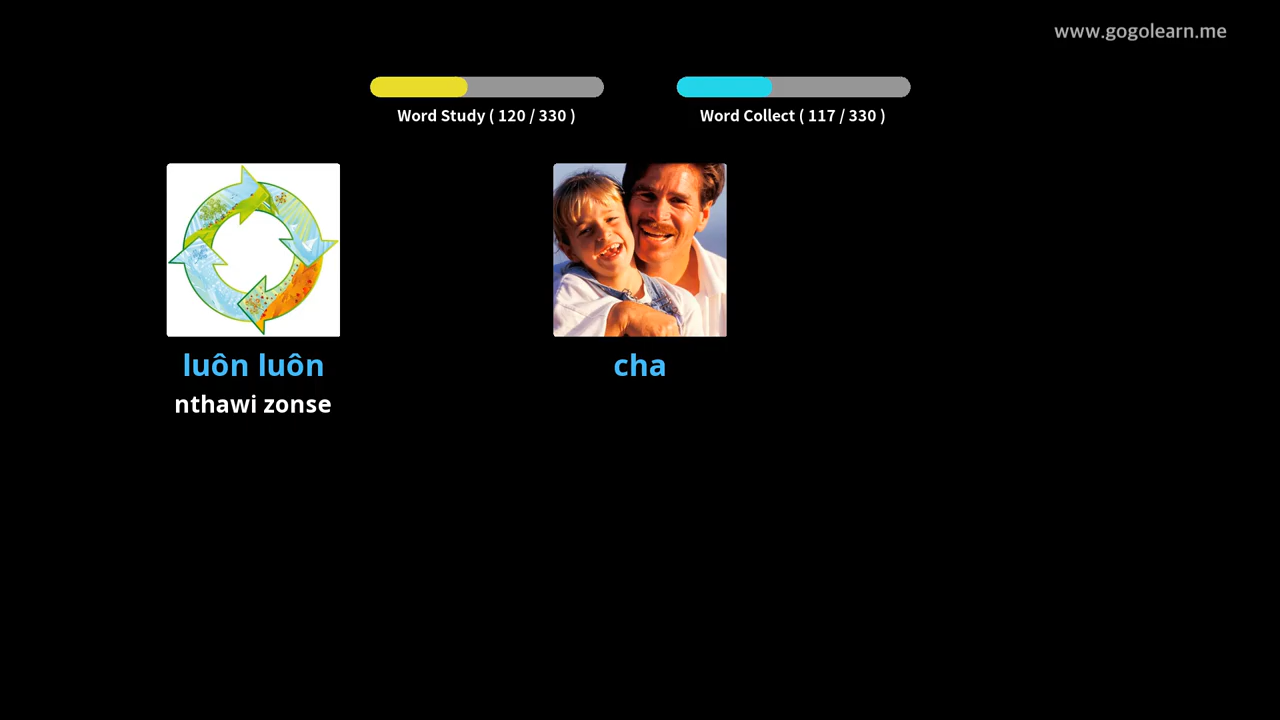 www.gogolearn.me
Word Study ( 120 / 330 )
Word Collect ( 117 / 330 )
luôn luôn
nthawi zonse
cha